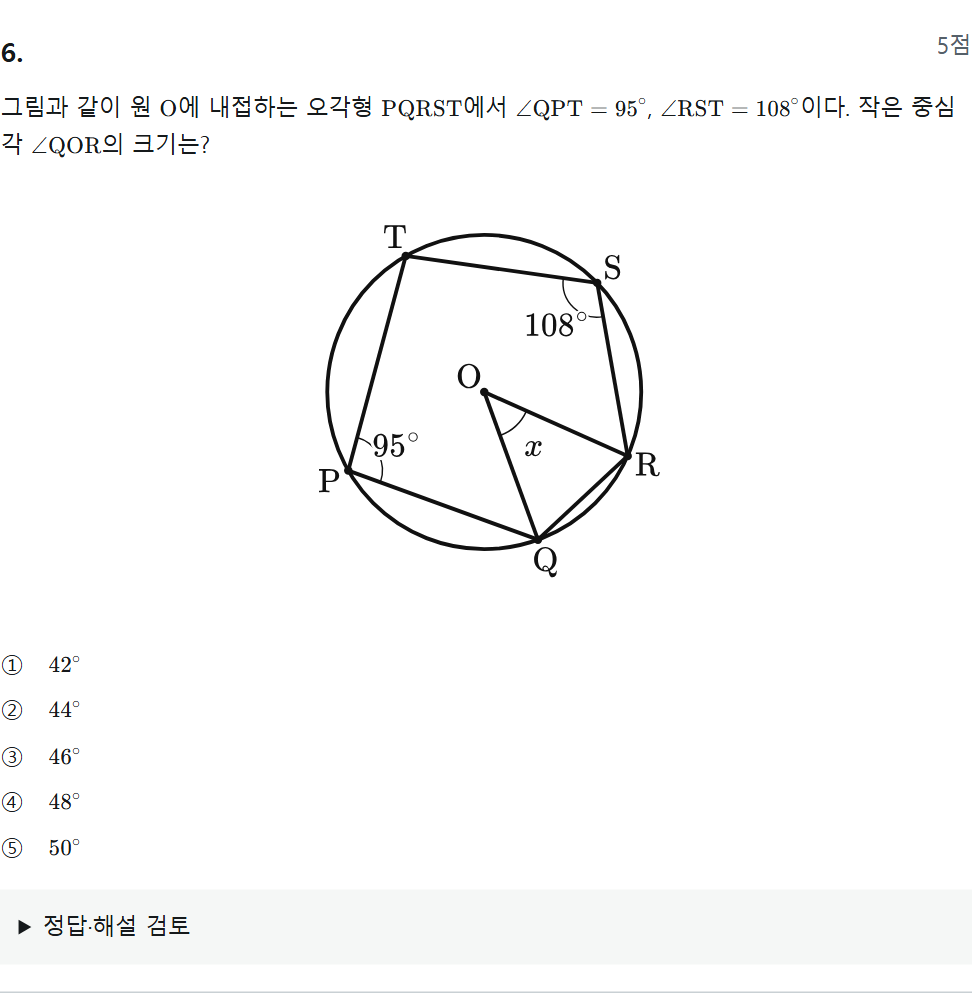 5점
6.
그림과 같이 원 O에 내접하는 오각형 PQRST에서 ∠QPT = 95°, ∠RST = 108°이다. 작은 중심
각 ∠QOR의 크기는?
T
S
108°
O
95°
x
P
R
Q
① 42°
② 44°
③ 46°
④ 48°
⑤ 50°
▶ 정답·해설 검토